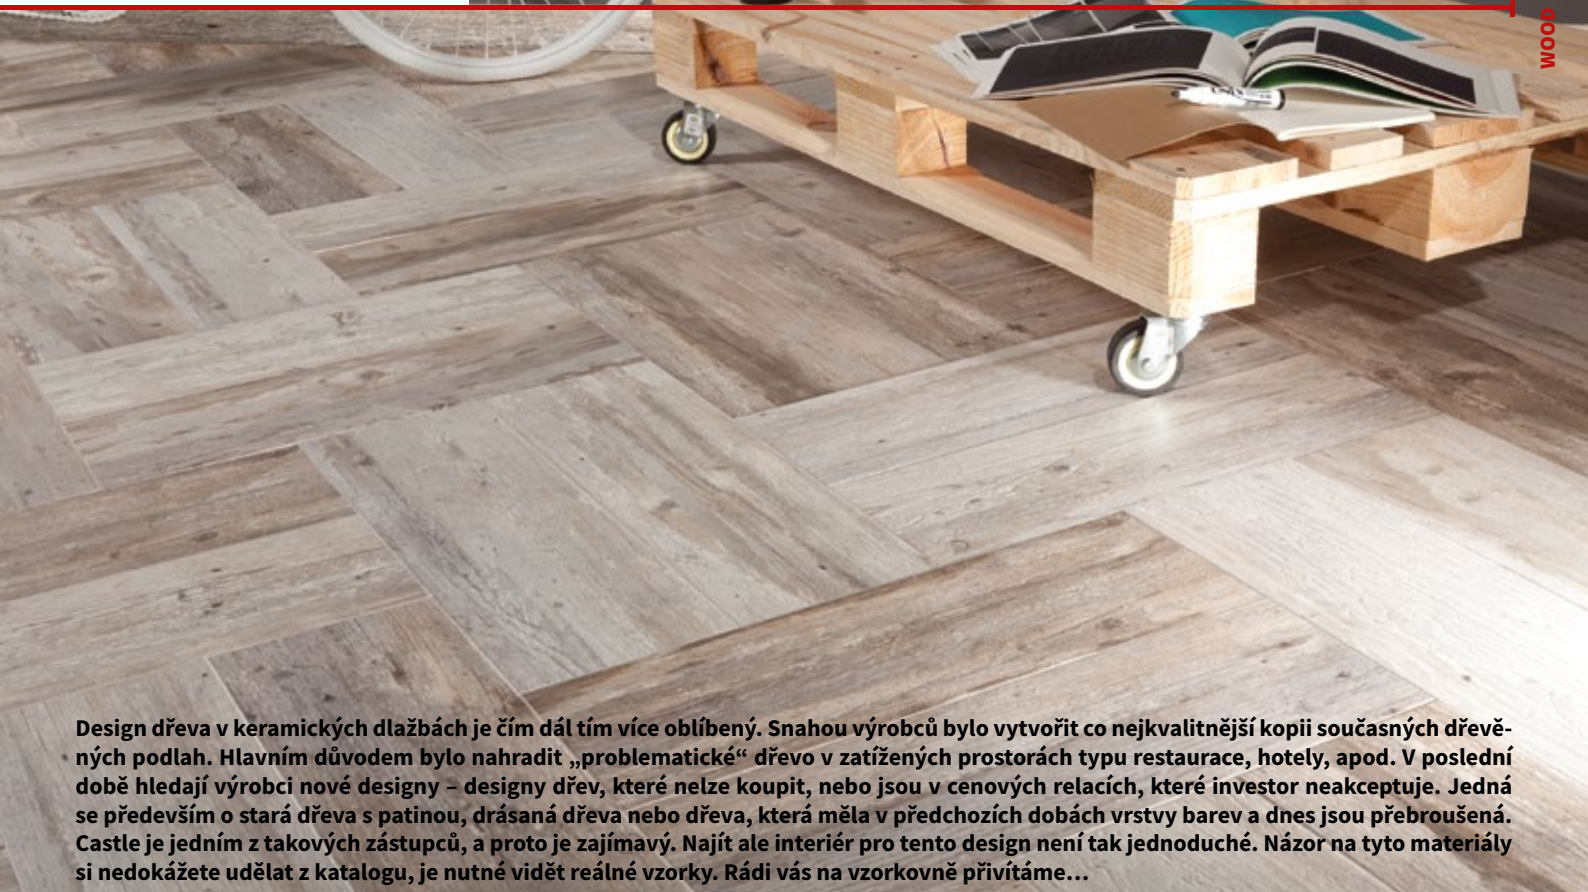 WOOD
Design dřeva v keramických dlažbách je čím dál tím více oblíbený. Snahou výrobců bylo vytvořit co nejkvalitnější kopii současných dřevě-
ných podlah. Hlavním důvodem bylo nahradit „problematické“ dřevo v zatížených prostorách typu restaurace, hotely, apod. V poslední
době hledají výrobci nové designy – designy dřev, které nelze koupit, nebo jsou v cenových relacích, které investor neakceptuje. Jedná
se především o stará dřeva s patinou, drásaná dřeva nebo dřeva, která měla v předchozích dobách vrstvy barev a dnes jsou přebroušená.
Castle je jedním z takových zástupců, a proto je zajímavý. Najít ale interiér pro tento design není tak jednoduché. Názor na tyto materiály
si nedokážete udělat z katalogu, je nutné vidět reálné vzorky. Rádi vás na vzorkovně přivítáme…